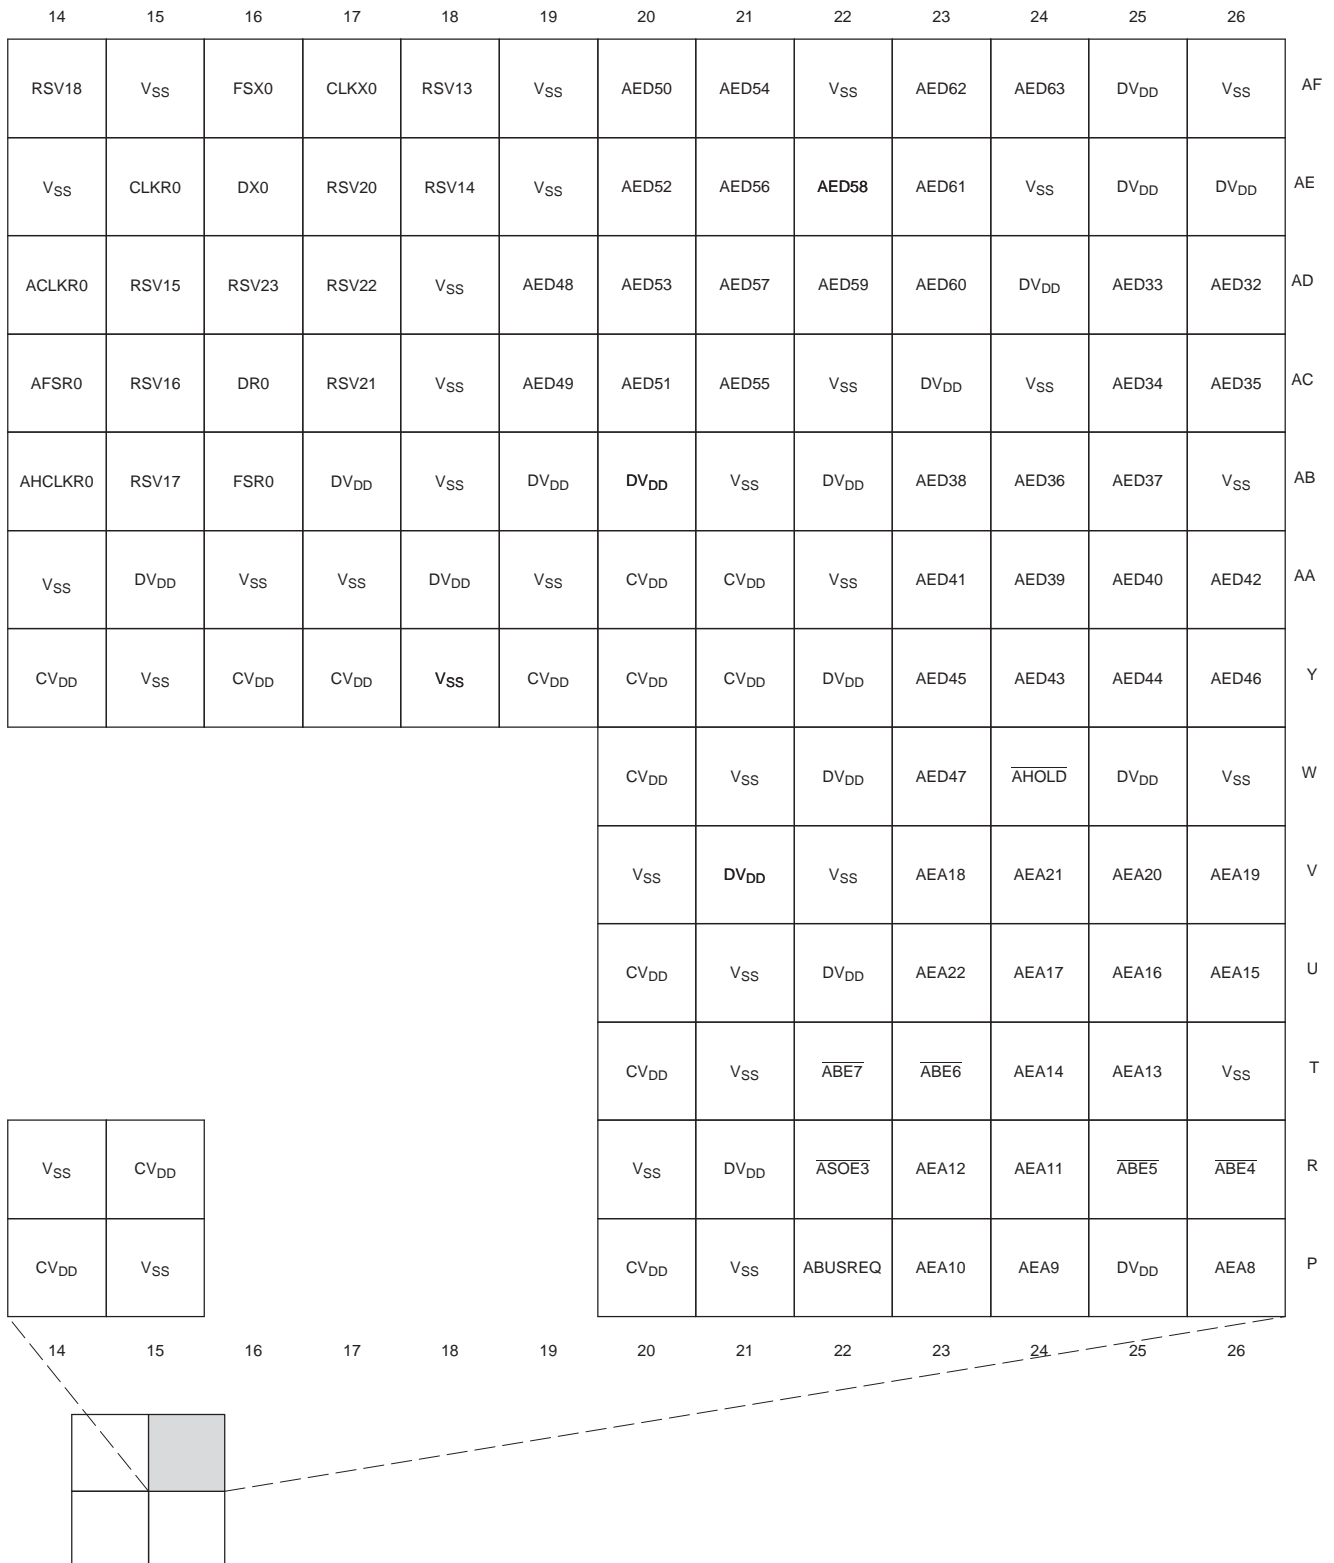 14 15 16 17 18 19 20 21 22 23 24 25 26
RSV18 VSS FSX0 CLKX0 RSV13 VSS AED50 AED54 VSS AED62 AED63 DVDD VSS AF
VSS CLKR0 DX0 RSV20 RSV14 VSS AED52 AED56 AED58 AED61 VSS DVDD DVDD AE
ACLKR0 RSV15 RSV23 RSV22 VSS AED48 AED53 AED57 AED59 AED60 DVDD AED33 AED32 AD
AFSR0 RSV16 DR0 RSV21 VSS AED49 AED51 AED55 VSS DVDD VSS AED34 AED35 AC
AHCLKR0 RSV17 FSR0 DVDD VSS DVDD DVDD VSS DVDD AED38 AED36 AED37 VSS AB
VSS DVDD VSS VSS DVDD VSS CVDD CVDD VSS AED41 AED39 AED40 AED42 AA
CVDD VSS CVDD CVDD VSS CVDD CVDD CVDD DVDD AED45 AED43 AED44 AED46 Y
CVDD VSS DVDD AED47 AHOLD DVDD VSS W
VSS DVDD VSS AEA18 AEA21 AEA20 AEA19 V
CVDD VSS DVDD AEA22 AEA17 AEA16 AEA15 U
CVDD VSS ABE7 ABE6 AEA14 AEA13 VSS T
VSS CVDD VSS DVDD ASOE3 AEA12 AEA11 ABE5 ABE4 R
CVDD VSS CVDD VSS ABUSREQ AEA10 AEA9 DVDD AEA8 P
14 15 16 17 18 19 20 21 22 23 24 25 26